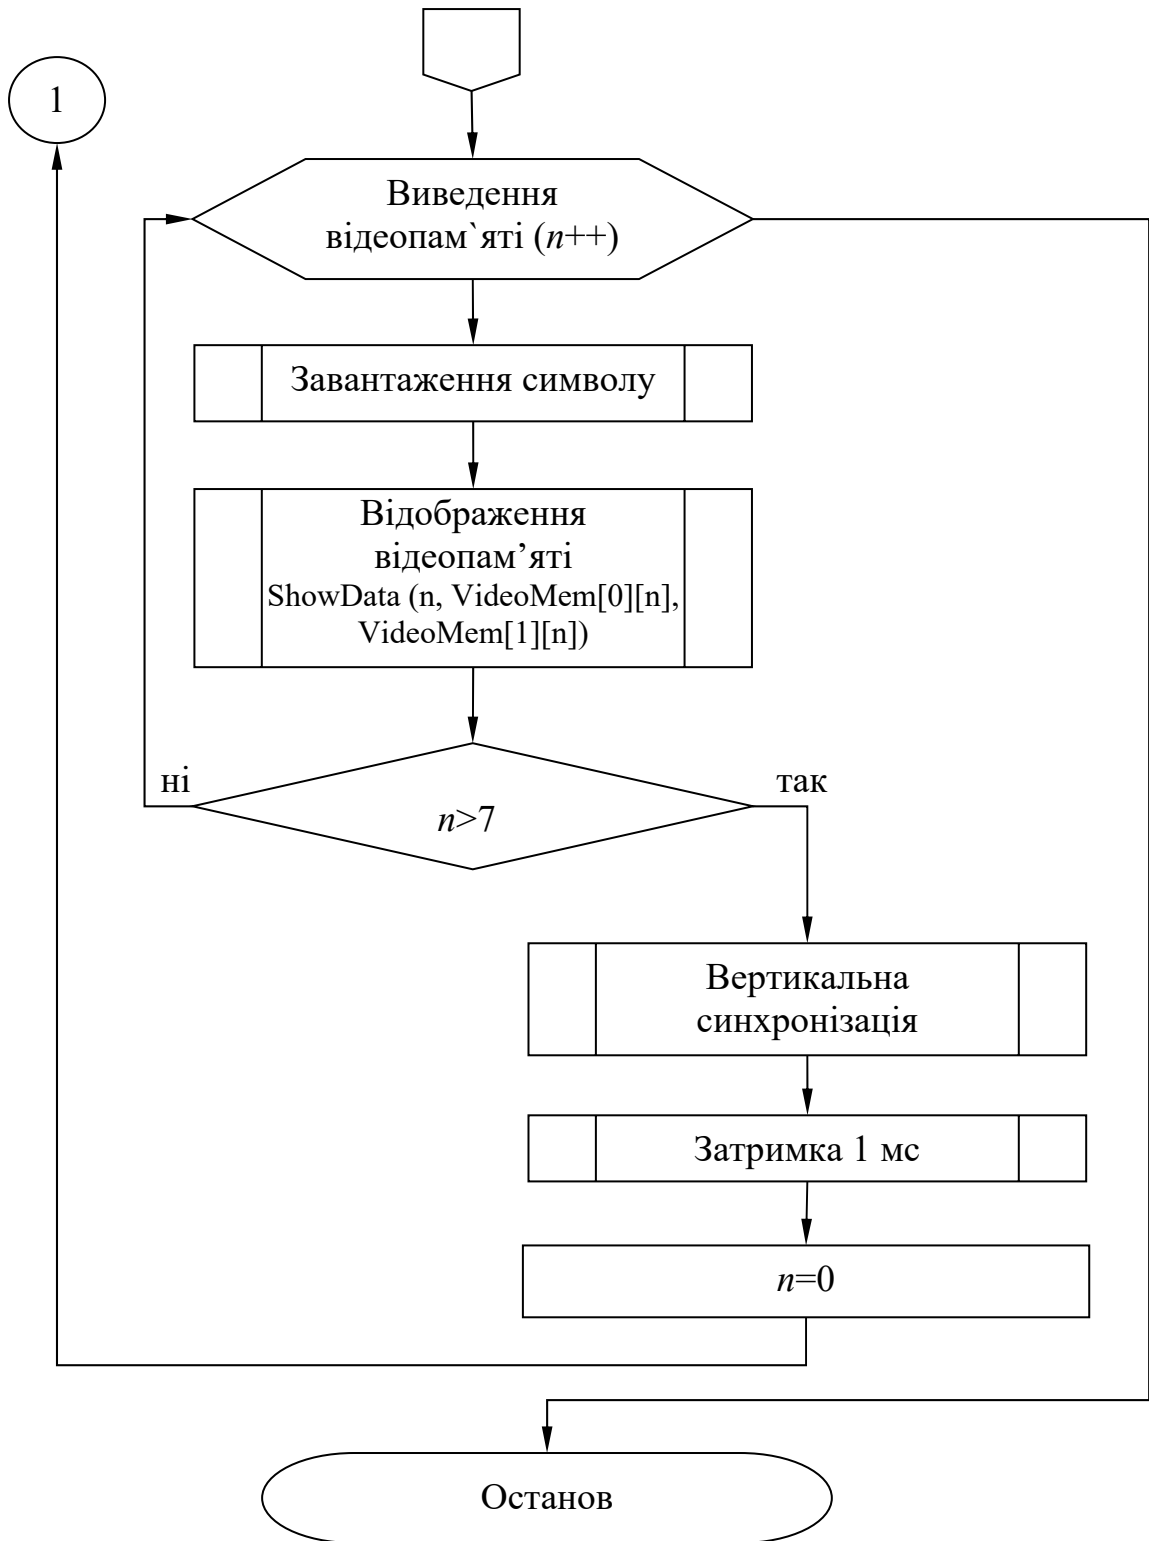 1
Виведення
відеопам`яті (n++)
Завантаження символу
Відображення
відеопам’яті
ShowData (n, VideoMem[0][n],
VideoMem[1][n])
ні
так
n>7
Вертикальна
синхронізація
Затримка 1 мс
n=0
Останов